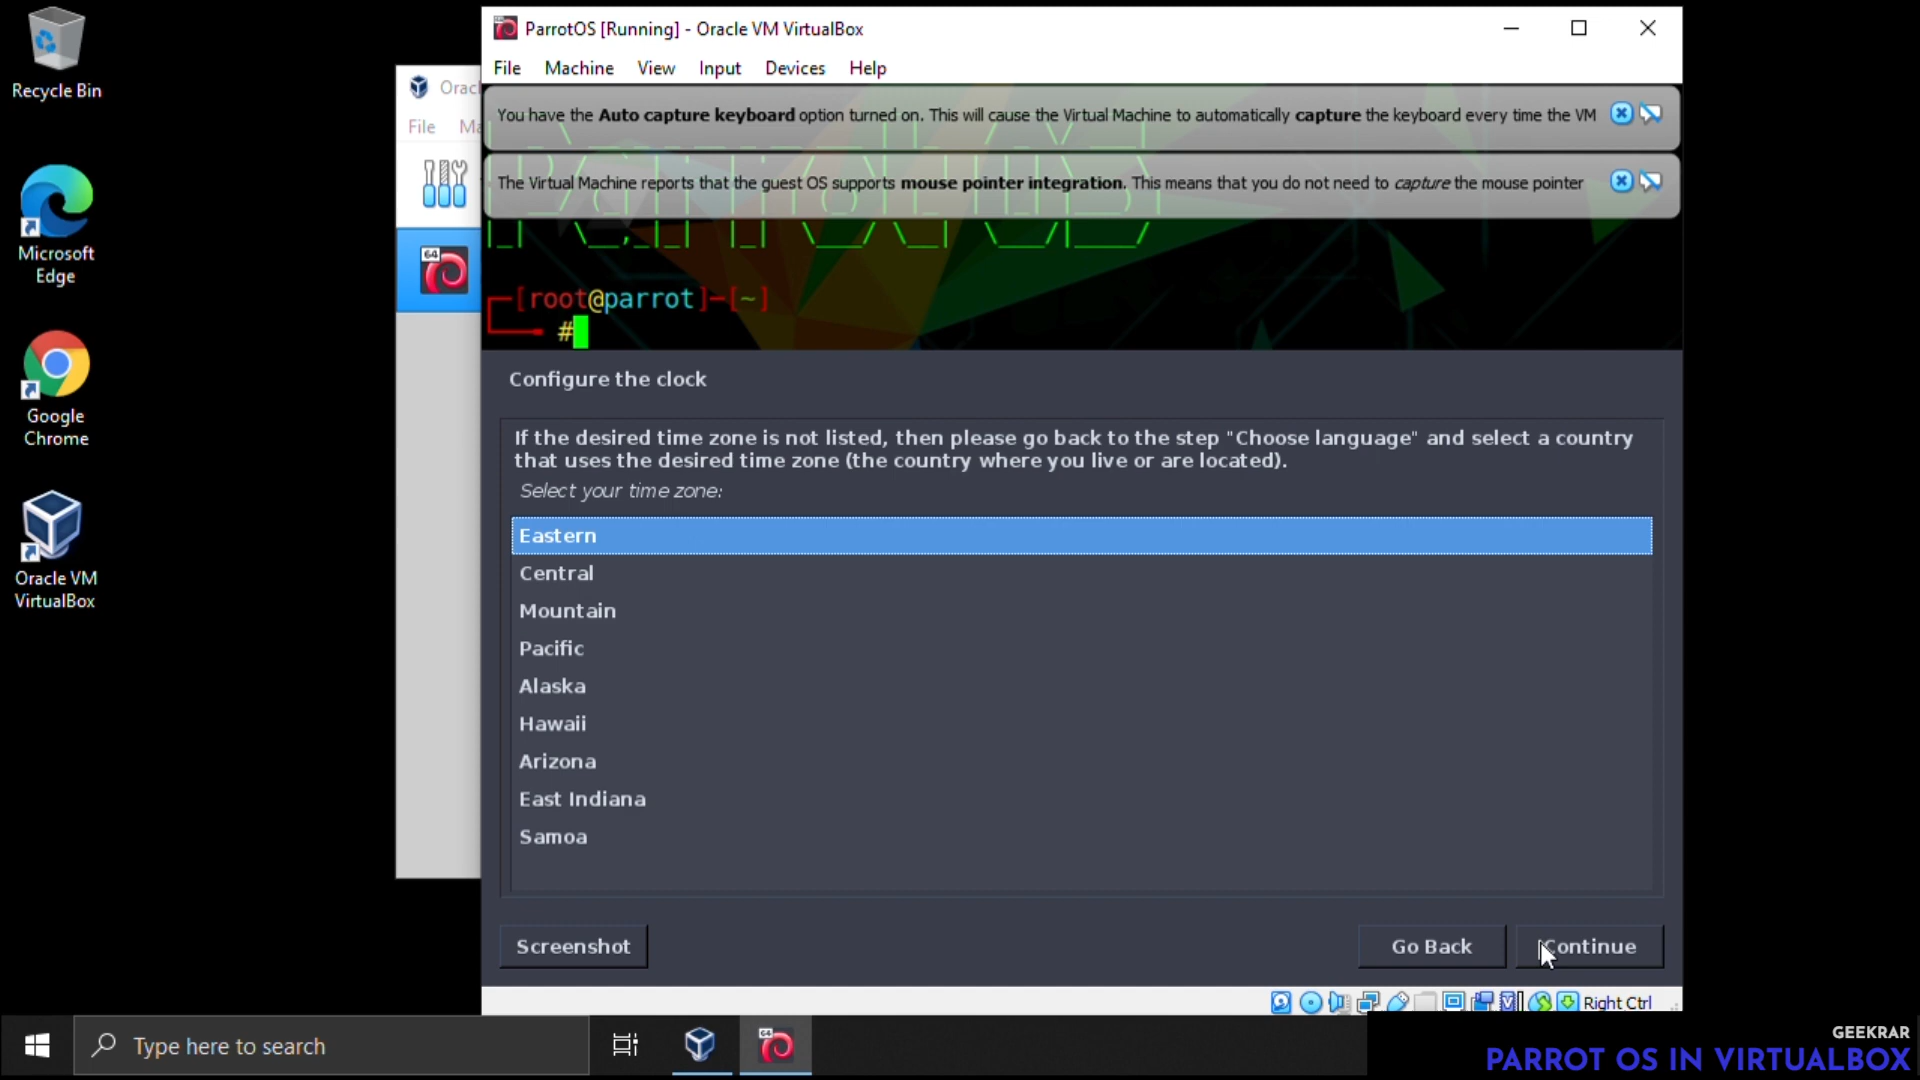 Recycle Bin
Microsoft
Edge
Google
Chrome
Oracle VM
VirtualBox
Orac
File Ma
64
ParrotOS [Running] - Oracle VM VirtualBox
File Machine View Input Devices Help
You have the Auto capture keyboard option turned on. This will cause the Virtual Machine to automatically capture the keyboard every time the VM
The Virtual Machine reports that the guest OS supports mouse pointer integration. This means that you do not need to capture the mouse pointer
[root@parrot]-[~]
#
Configure the clock
If the desired time zone is not listed, then please go back to the step "Choose language" and select a country
that uses the desired time zone (the country where you live or are located).
Select your time zone:
Eastern
Central
Mountain
Pacific
Alaska
Hawaii
Arizona
East Indiana
Samoa
Screenshot Go Back Continue
Right Ctrl
Type here to search
64
GEEKRAR
PARROT OS IN VIRTUALBOX